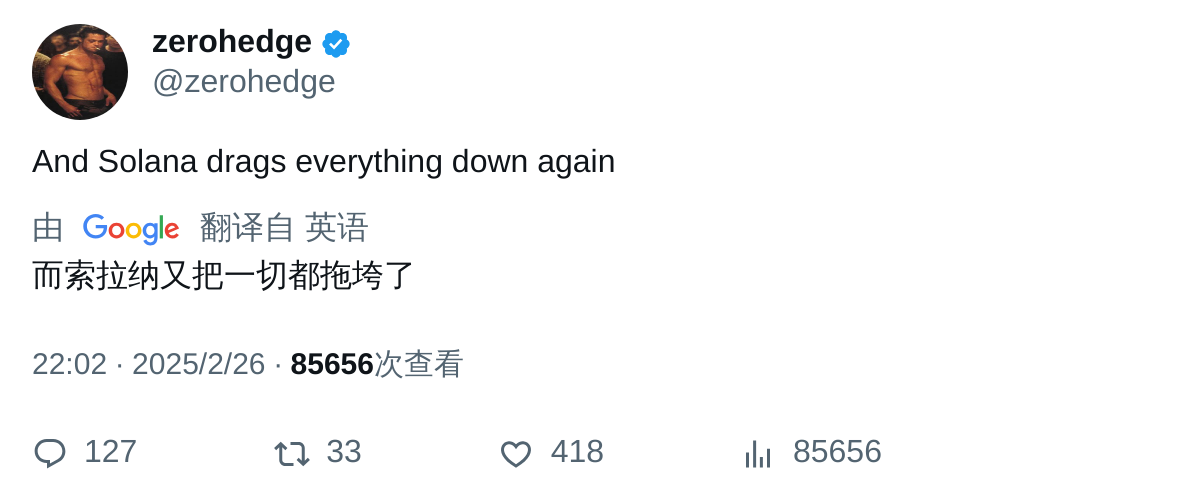 zerohedge
@zerohedge
And Solana drags everything down again
由 Google 翻译自 英语
而索拉纳又把一切都拖垮了
22:02 · 2025/2/26 · 85656次查看
127 33 418 85656